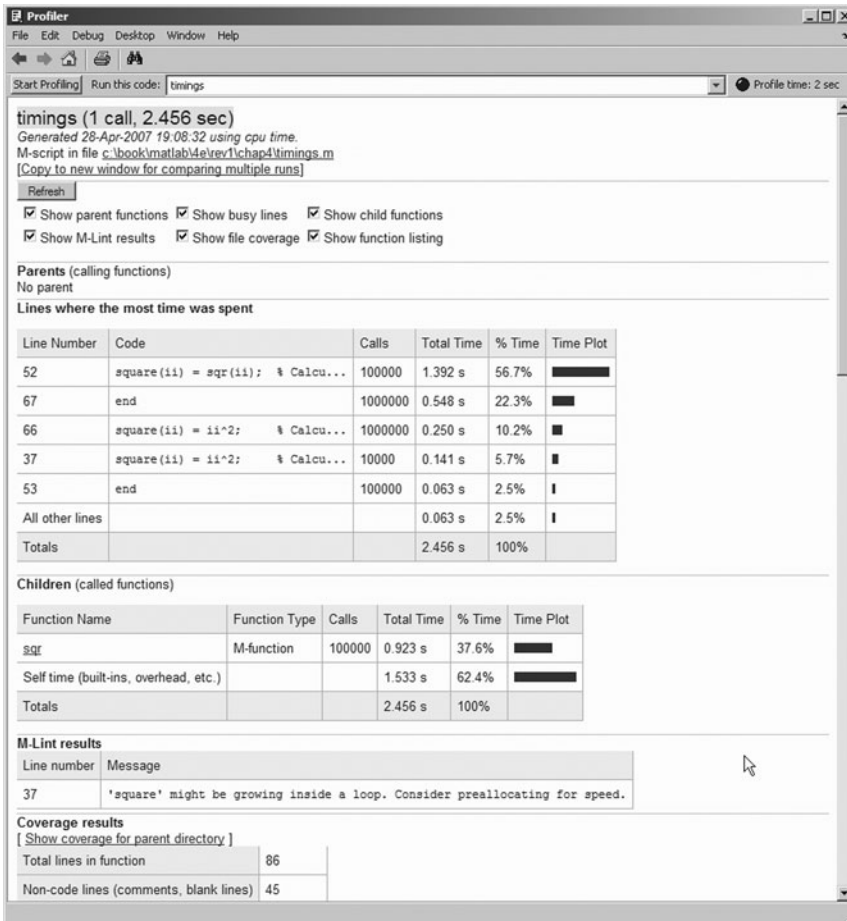 Profiler
File Edit Debug Desktop Window Help
Start Profiling Run this code: timings Profile time: 2 sec
timings (1 call, 2.456 sec)
Generated 28-Apr-2007 19:08:32 using cpu time.
M-script in file c:\book\matlab\4e\rev1\chap4\timings.m
[Copy to new window for comparing multiple runs]
Refresh
Show parent functions Show busy lines Show child functions
Show M-Lint results Show file coverage Show function listing
Parents (calling functions)
No parent
Lines where the most time was spent
Line Number Code Calls Total Time % Time Time Plot
52 square(ii) = sqr(ii); % Calcu... 100000 1.392 s 56.7%
67 end 1000000 0.548 s 22.3%
66 square(ii) = ii^2; % Calcu... 1000000 0.250 s 10.2%
37 square(ii) = ii^2; % Calcu... 10000 0.141 s 5.7%
53 end 100000 0.063 s 2.5%
All other lines 0.063 s 2.5%
Totals 2.456 s 100%
Children (called functions)
Function Name Function Type Calls Total Time % Time Time Plot
sqr M-function 100000 0.923 s 37.6%
Self time (built-ins, overhead, etc.) 1.533 s 62.4%
Totals 2.456 s 100%
M-Lint results
Line number Message
37 'square' might be growing inside a loop. Consider preallocating for speed.
Coverage results
[ Show coverage for parent directory ]
Total lines in function 86
Non-code lines (comments, blank lines) 45